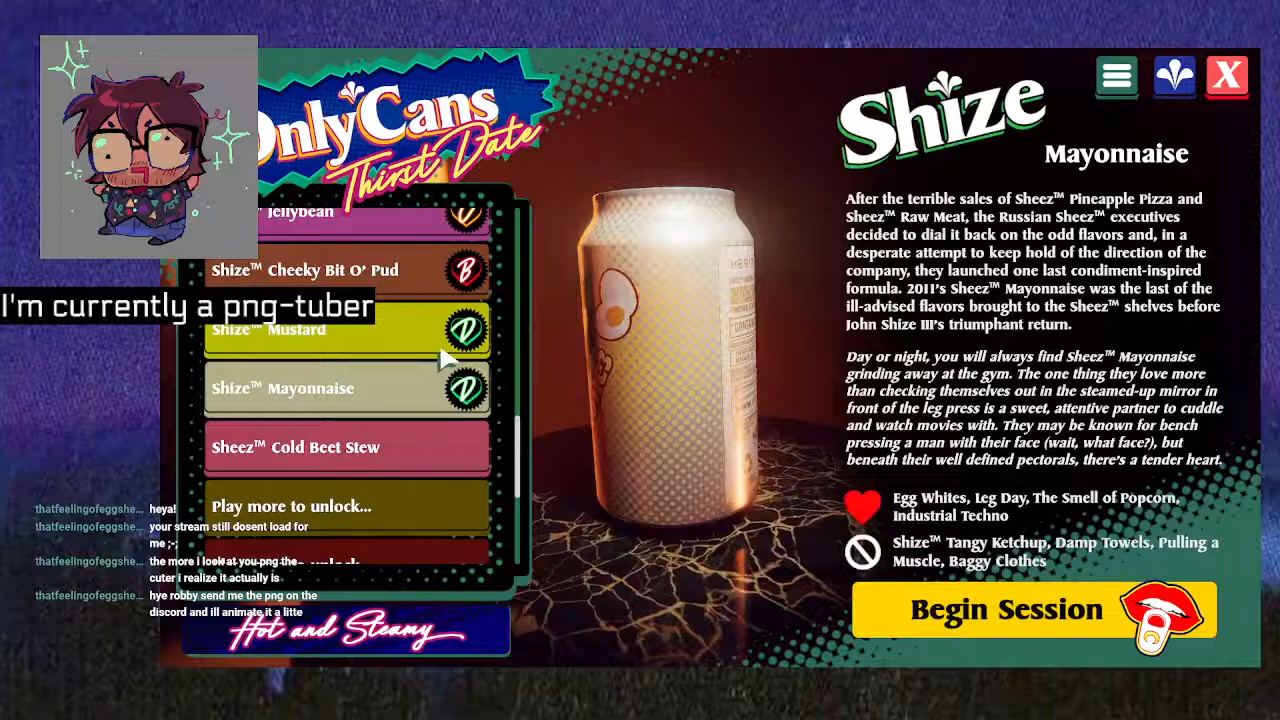 OnlyCans
Thirst Date
Jellybean
Shize™ Cheeky Bit O' Pud
B
I'm currently a png-tuber
Shize™ Mustard
D
Shize™ Mayonnaise
D
Sheez™ Cold Beet Stew
Play more to unlock...
Hot and Steamy
thatfeelingofeggshe... heya!
thatfeelingofeggshe... your stream still dosent load for
me ;-;
thatfeelingofeggshe... the more i look at you png the
cuter i realize it actually is
thatfeelingofeggshe... hye robby send me the png on the
discord and ill animate it a litte
X
Shize
Mayonnaise
After the terrible sales of Sheez™ Pineapple Pizza and
Sheez™ Raw Meat, the Russian Sheez™ executives
decided to dial it back on the odd flavors and, in a
desperate attempt to keep hold of the direction of the
company, they launched one last condiment-inspired
formula. 2011's Sheez™ Mayonnaise was the last of the
ill-advised flavors brought to the Sheez™ shelves before
John Shize III's triumphant return.
Day or night, you will always find Sheez™ Mayonnaise
grinding away at the gym. The one thing they love more
than checking themselves out in the steamed-up mirror in
front of the leg press is a sweet, attentive partner to cuddle
and watch movies with. They may be known for bench
pressing a man with their face (wait, what face?), but
beneath their well defined pectorals, there's a tender heart.
Egg Whites, Leg Day, The Smell of Popcorn,
Industrial Techno
Shize™ Tangy Ketchup, Damp Towels, Pulling a
Muscle, Baggy Clothes
Begin Session